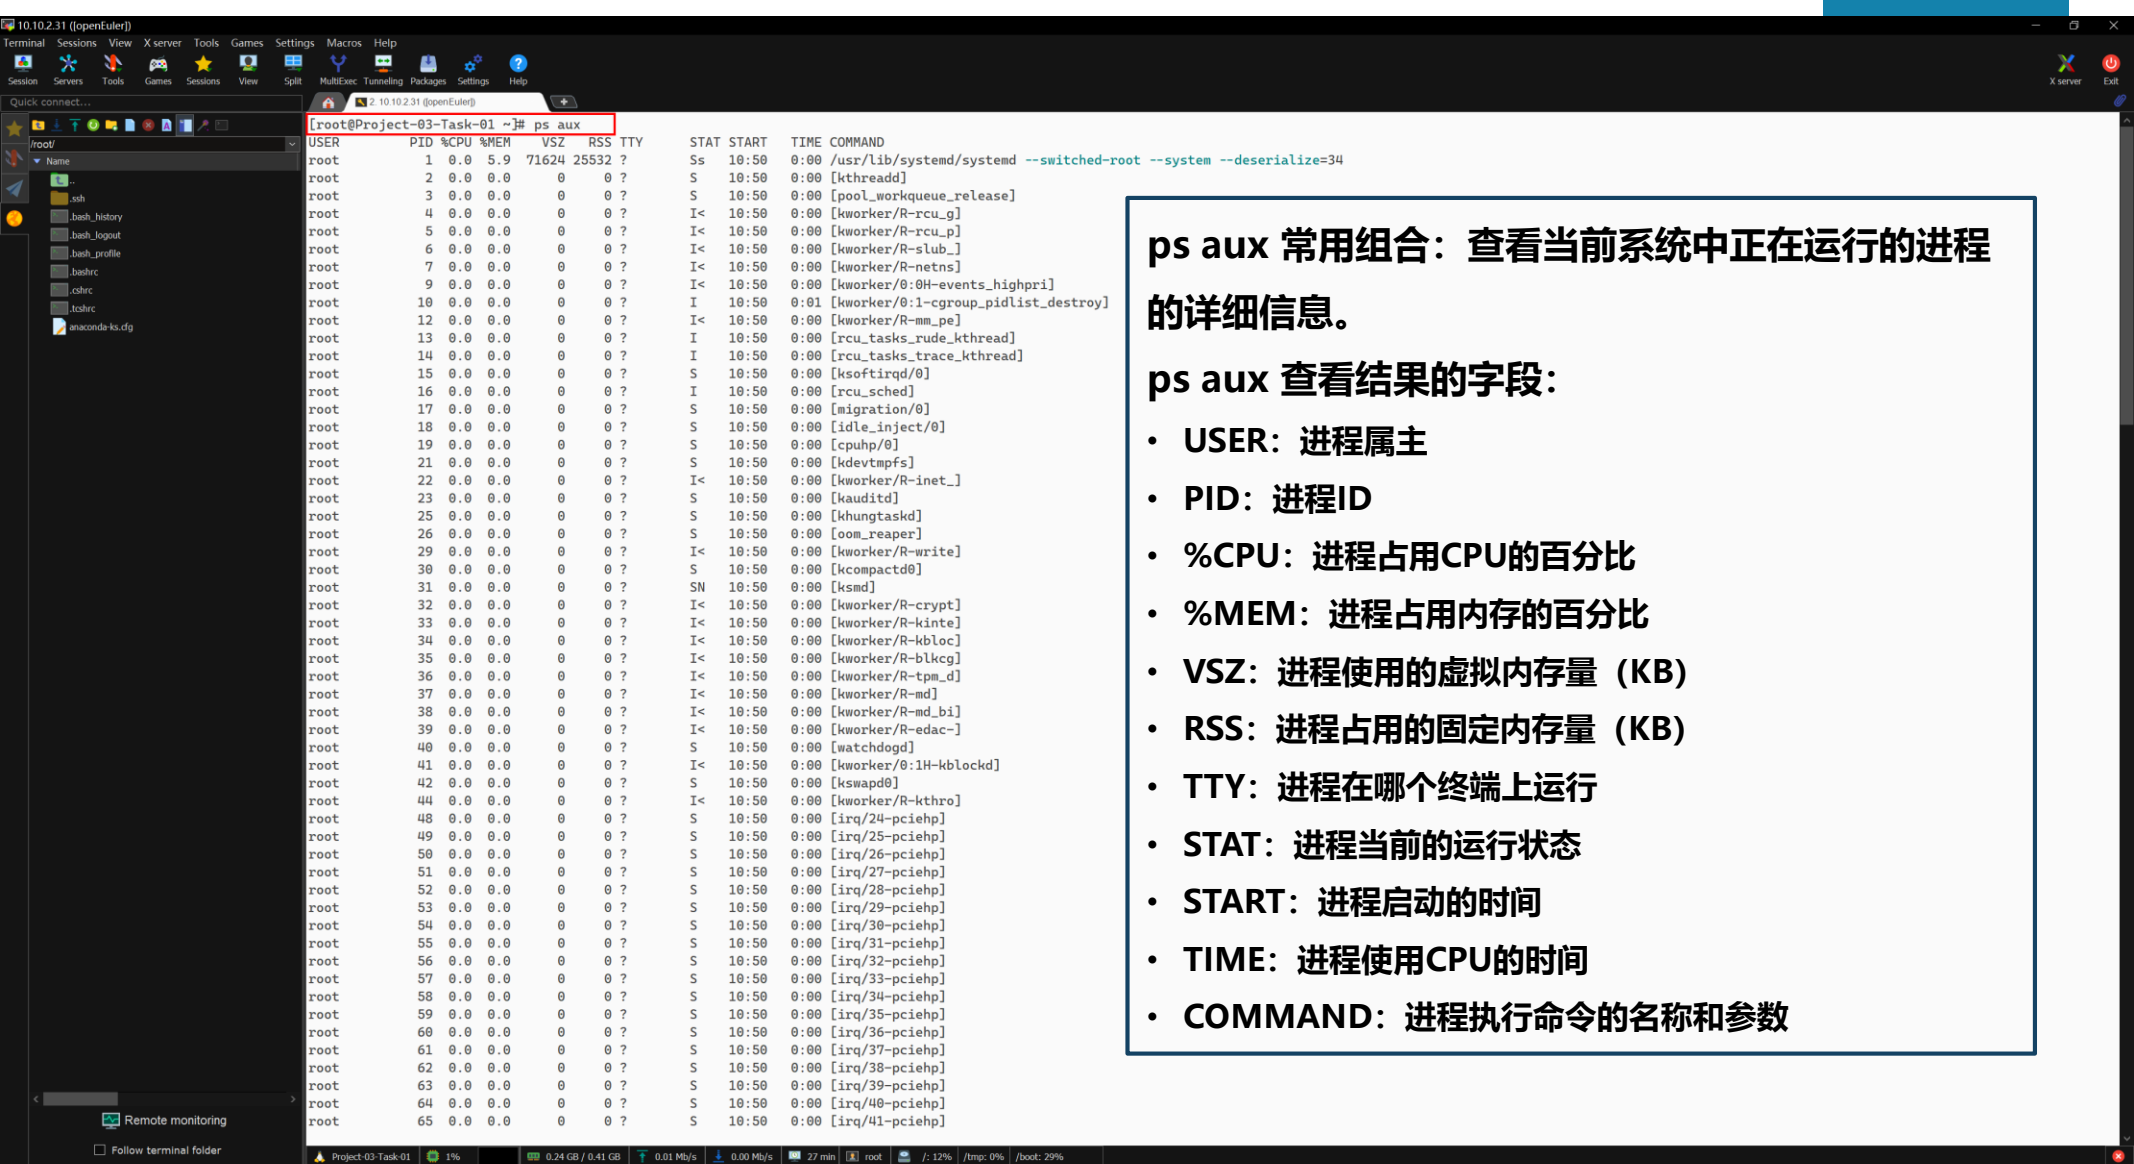 10.10.2.31 ([openEuler])
Terminal Sessions View X server Tools Games Settings Macros Help
Session Servers Tools Games Sessions View Split MultiExec Tunneling Packages Settings Help X server Exit
Quick connect...
2. 10.10.2.31 ([openEuler])
/root/
Name
..
.ssh
.bash_history
.bash_logout
.bash_profile
.bashrc
.cshrc
.tcshrc
anaconda-ks.cfg
Remote monitoring
Follow terminal folder
[root@Project-03-Task-01 ~]# ps aux
USER PID %CPU %MEM VSZ RSS TTY STAT START TIME COMMAND
root 1 0.0 5.9 71624 25532 ? Ss 10:50 0:00 /usr/lib/systemd/systemd --switched-root --system --deserialize=34
root 2 0.0 0.0 0 0 ? S 10:50 0:00 [kthreadd]
root 3 0.0 0.0 0 0 ? S 10:50 0:00 [pool_workqueue_release]
root 4 0.0 0.0 0 0 ? I< 10:50 0:00 [kworker/R-rcu_g]
root 5 0.0 0.0 0 0 ? I< 10:50 0:00 [kworker/R-rcu_p]
root 6 0.0 0.0 0 0 ? I< 10:50 0:00 [kworker/R-slub_]
root 7 0.0 0.0 0 0 ? I< 10:50 0:00 [kworker/R-netns]
root 9 0.0 0.0 0 0 ? I< 10:50 0:00 [kworker/0:0H-events_highpri]
root 10 0.0 0.0 0 0 ? I 10:50 0:01 [kworker/0:1-cgroup_pidlist_destroy]
root 12 0.0 0.0 0 0 ? I< 10:50 0:00 [kworker/R-mm_pe]
root 13 0.0 0.0 0 0 ? I 10:50 0:00 [rcu_tasks_rude_kthread]
root 14 0.0 0.0 0 0 ? I 10:50 0:00 [rcu_tasks_trace_kthread]
root 15 0.0 0.0 0 0 ? S 10:50 0:00 [ksoftirqd/0]
root 16 0.0 0.0 0 0 ? I 10:50 0:00 [rcu_sched]
root 17 0.0 0.0 0 0 ? S 10:50 0:00 [migration/0]
root 18 0.0 0.0 0 0 ? S 10:50 0:00 [idle_inject/0]
root 19 0.0 0.0 0 0 ? S 10:50 0:00 [cpuhp/0]
root 21 0.0 0.0 0 0 ? S 10:50 0:00 [kdevtmpfs]
root 22 0.0 0.0 0 0 ? I< 10:50 0:00 [kworker/R-inet_]
root 23 0.0 0.0 0 0 ? S 10:50 0:00 [kauditd]
root 25 0.0 0.0 0 0 ? S 10:50 0:00 [khungtaskd]
root 26 0.0 0.0 0 0 ? S 10:50 0:00 [oom_reaper]
root 29 0.0 0.0 0 0 ? I< 10:50 0:00 [kworker/R-write]
root 30 0.0 0.0 0 0 ? S 10:50 0:00 [kcompactd0]
root 31 0.0 0.0 0 0 ? SN 10:50 0:00 [ksmd]
root 32 0.0 0.0 0 0 ? I< 10:50 0:00 [kworker/R-crypt]
root 33 0.0 0.0 0 0 ? I< 10:50 0:00 [kworker/R-kinte]
root 34 0.0 0.0 0 0 ? I< 10:50 0:00 [kworker/R-kbloc]
root 35 0.0 0.0 0 0 ? I< 10:50 0:00 [kworker/R-blkcg]
root 36 0.0 0.0 0 0 ? I< 10:50 0:00 [kworker/R-tpm_d]
root 37 0.0 0.0 0 0 ? I< 10:50 0:00 [kworker/R-md]
root 38 0.0 0.0 0 0 ? I< 10:50 0:00 [kworker/R-md_bi]
root 39 0.0 0.0 0 0 ? I< 10:50 0:00 [kworker/R-edac-]
root 40 0.0 0.0 0 0 ? S 10:50 0:00 [watchdogd]
root 41 0.0 0.0 0 0 ? I< 10:50 0:00 [kworker/0:1H-kblockd]
root 42 0.0 0.0 0 0 ? S 10:50 0:00 [kswapd0]
root 44 0.0 0.0 0 0 ? I< 10:50 0:00 [kworker/R-kthro]
root 48 0.0 0.0 0 0 ? S 10:50 0:00 [irq/24-pciehp]
root 49 0.0 0.0 0 0 ? S 10:50 0:00 [irq/25-pciehp]
root 50 0.0 0.0 0 0 ? S 10:50 0:00 [irq/26-pciehp]
root 51 0.0 0.0 0 0 ? S 10:50 0:00 [irq/27-pciehp]
root 52 0.0 0.0 0 0 ? S 10:50 0:00 [irq/28-pciehp]
root 53 0.0 0.0 0 0 ? S 10:50 0:00 [irq/29-pciehp]
root 54 0.0 0.0 0 0 ? S 10:50 0:00 [irq/30-pciehp]
root 55 0.0 0.0 0 0 ? S 10:50 0:00 [irq/31-pciehp]
root 56 0.0 0.0 0 0 ? S 10:50 0:00 [irq/32-pciehp]
root 57 0.0 0.0 0 0 ? S 10:50 0:00 [irq/33-pciehp]
root 58 0.0 0.0 0 0 ? S 10:50 0:00 [irq/34-pciehp]
root 59 0.0 0.0 0 0 ? S 10:50 0:00 [irq/35-pciehp]
root 60 0.0 0.0 0 0 ? S 10:50 0:00 [irq/36-pciehp]
root 61 0.0 0.0 0 0 ? S 10:50 0:00 [irq/37-pciehp]
root 62 0.0 0.0 0 0 ? S 10:50 0:00 [irq/38-pciehp]
root 63 0.0 0.0 0 0 ? S 10:50 0:00 [irq/39-pciehp]
root 64 0.0 0.0 0 0 ? S 10:50 0:00 [irq/40-pciehp]
root 65 0.0 0.0 0 0 ? S 10:50 0:00 [irq/41-pciehp]
ps aux 常用组合：查看当前系统中正在运行的进程
的详细信息。
ps aux 查看结果的字段：
• USER：进程属主
• PID：进程ID
• %CPU：进程占用CPU的百分比
• %MEM：进程占用内存的百分比
• VSZ：进程使用的虚拟内存量（KB）
• RSS：进程占用的固定内存量（KB）
• TTY：进程在哪个终端上运行
• STAT：进程当前的运行状态
• START：进程启动的时间
• TIME：进程使用CPU的时间
• COMMAND：进程执行命令的名称和参数
Project-03-Task-01 1% 0.24 GB / 0.41 GB 0.01 Mb/s 0.00 Mb/s 27 min root /: 12% /tmp: 0% /boot: 29%